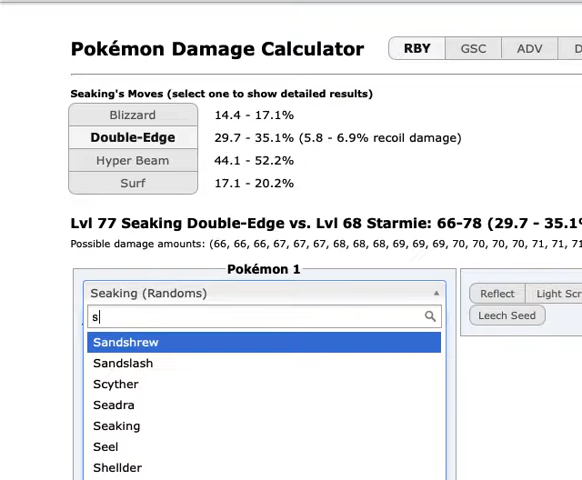 Pokémon Damage Calculator
RBY GSC ADV D
Seaking's Moves (select one to show detailed results)
Blizzard 14.4 - 17.1%
Double-Edge 29.7 - 35.1% (5.8 - 6.9% recoil damage)
Hyper Beam 44.1 - 52.2%
Surf 17.1 - 20.2%
Lvl 77 Seaking Double-Edge vs. Lvl 68 Starmie: 66-78 (29.7 - 35.1%
Possible damage amounts: (66, 66, 66, 67, 67, 67, 68, 68, 68, 69, 69, 69, 70, 70, 70, 71, 71, 71
Pokémon 1
Seaking (Randoms)
Reflect Light Scr
s
Leech Seed
Sandshrew
Sandslash
Scyther
Seadra
Seaking
Seel
Shellder